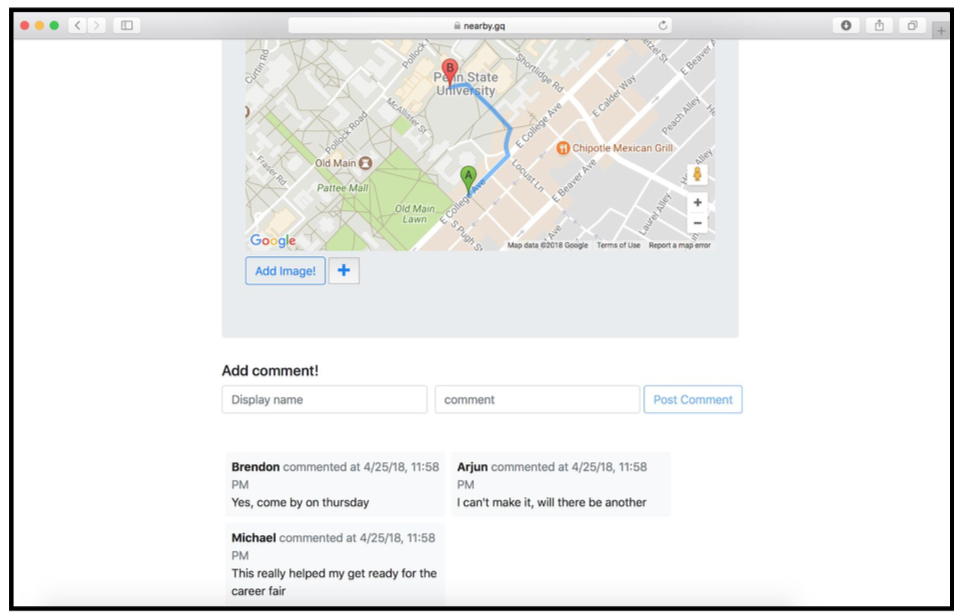 nearby.gq
Curtin Rd
Pollock
Shortlidge Rd
E Beaver A
B
Penn State
University
McAllister St
E Calder Way
Peach Alley
Pollock Road
E College Ave
Chipotle Mexican Grill
Old Main
Fraser Rd
Locust Ln
E Beaver Ave
Pattee Mall
A
Old Main
Lawn
E College Ave
S Pugh St
Laurel Alley
Google
Map data ©2018 Google Terms of Use Report a map error
Add Image! +
Add comment!
Display name comment Post Comment
Brendon commented at 4/25/18, 11:58
PM
Yes, come by on thursday
Arjun commented at 4/25/18, 11:58
PM
I can't make it, will there be another
Michael commented at 4/25/18, 11:58
PM
This really helped my get ready for the
career fair